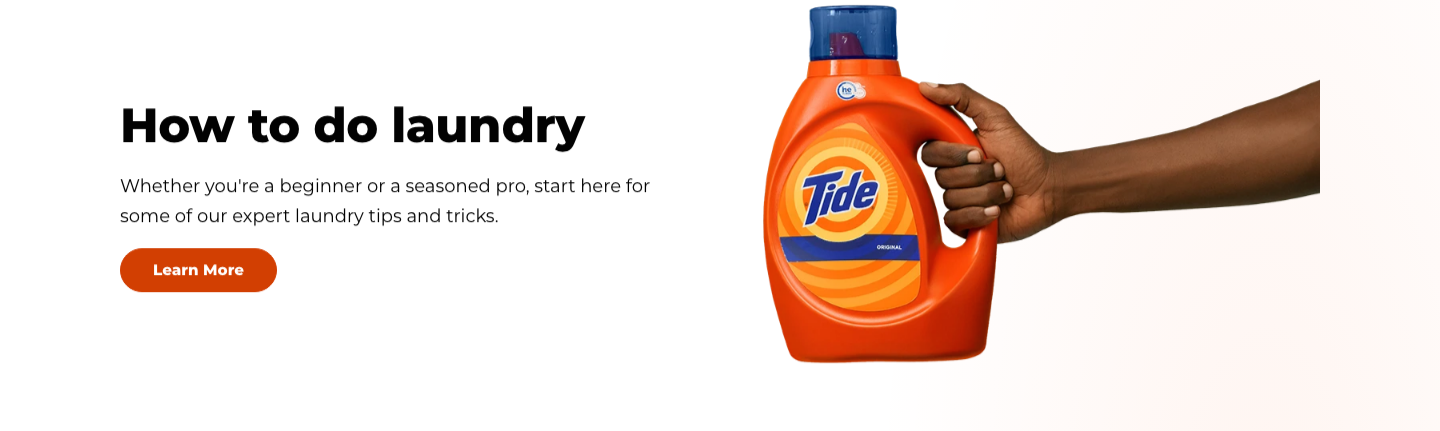 How to do laundry
Whether you're a beginner or a seasoned pro, start here for
some of our expert laundry tips and tricks.
Learn More
he
Tide
ORIGINAL